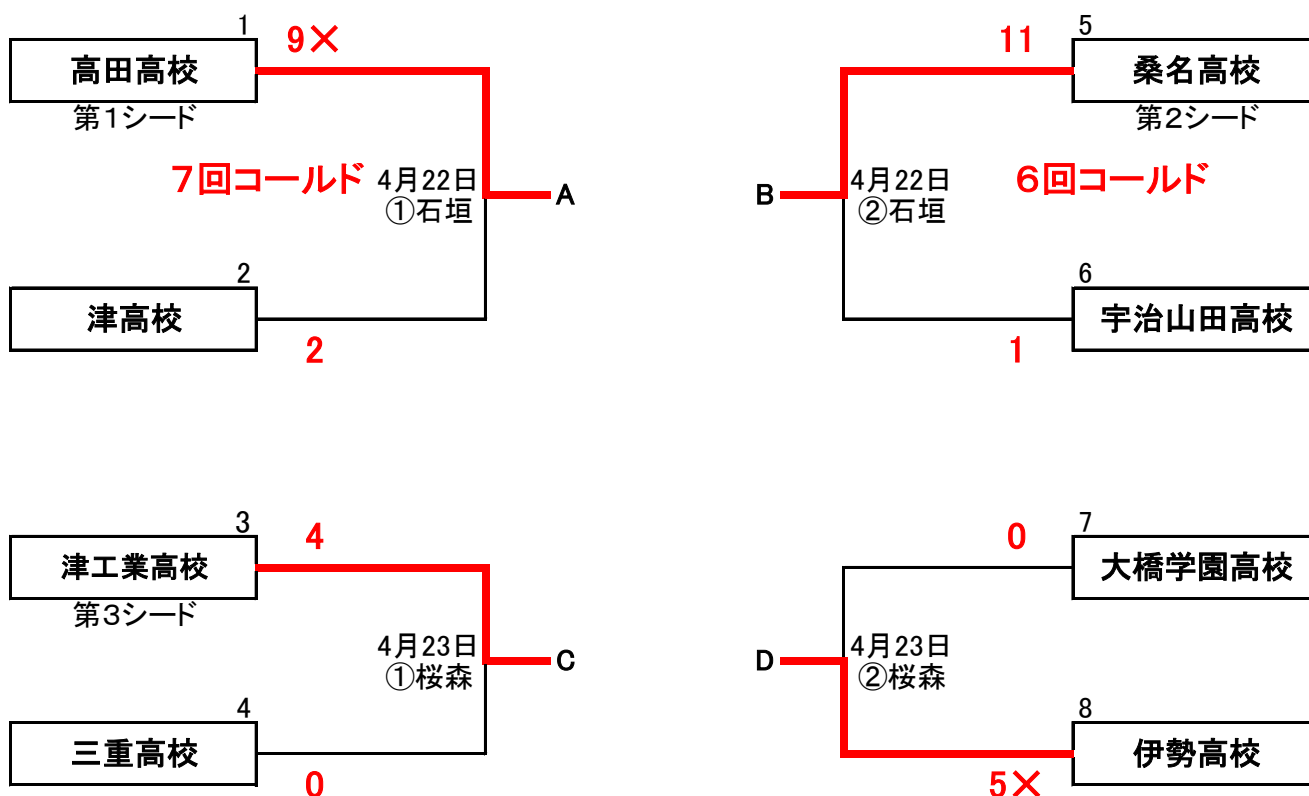 1
高田高校
第1シード
9×
7回コールド
4月22日
①石垣
A
2
津高校
2
5
桑名高校
第2シード
11
6回コールド
4月22日
②石垣
B
6
宇治山田高校
1
3
津工業高校
第3シード
4
4月23日
①桜森
C
4
三重高校
0
7
大橋学園高校
0
4月23日
②桜森
D
8
伊勢高校
5×